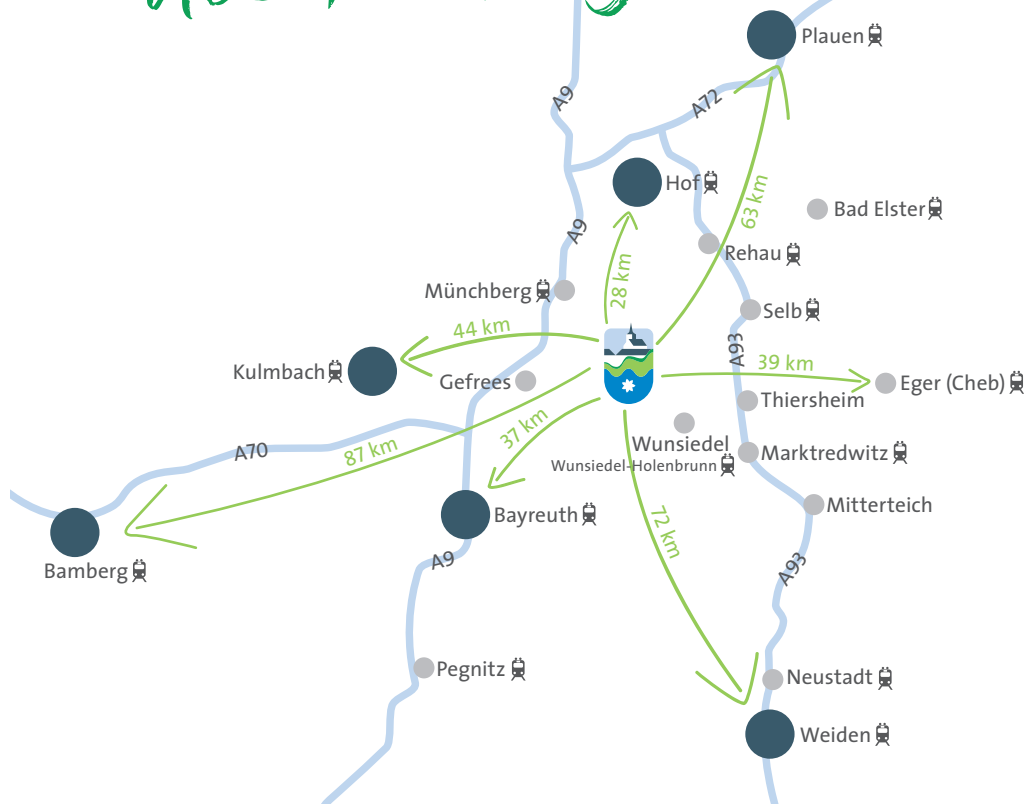 Plauen
A9
A72
Hof
63 km
Bad Elster
A9
Rehau
28 km
Münchberg
Selb
44 km
A93
39 km
Kulmbach
Gefrees
Eger (Cheb)
Thiersheim
37 km
87 km
A70
Wunsiedel
Wunsiedel-Holenbrunn
Marktredwitz
Mitterteich
Bayreuth
72 km
A9
Bamberg
A93
Pegnitz
Neustadt
Weiden